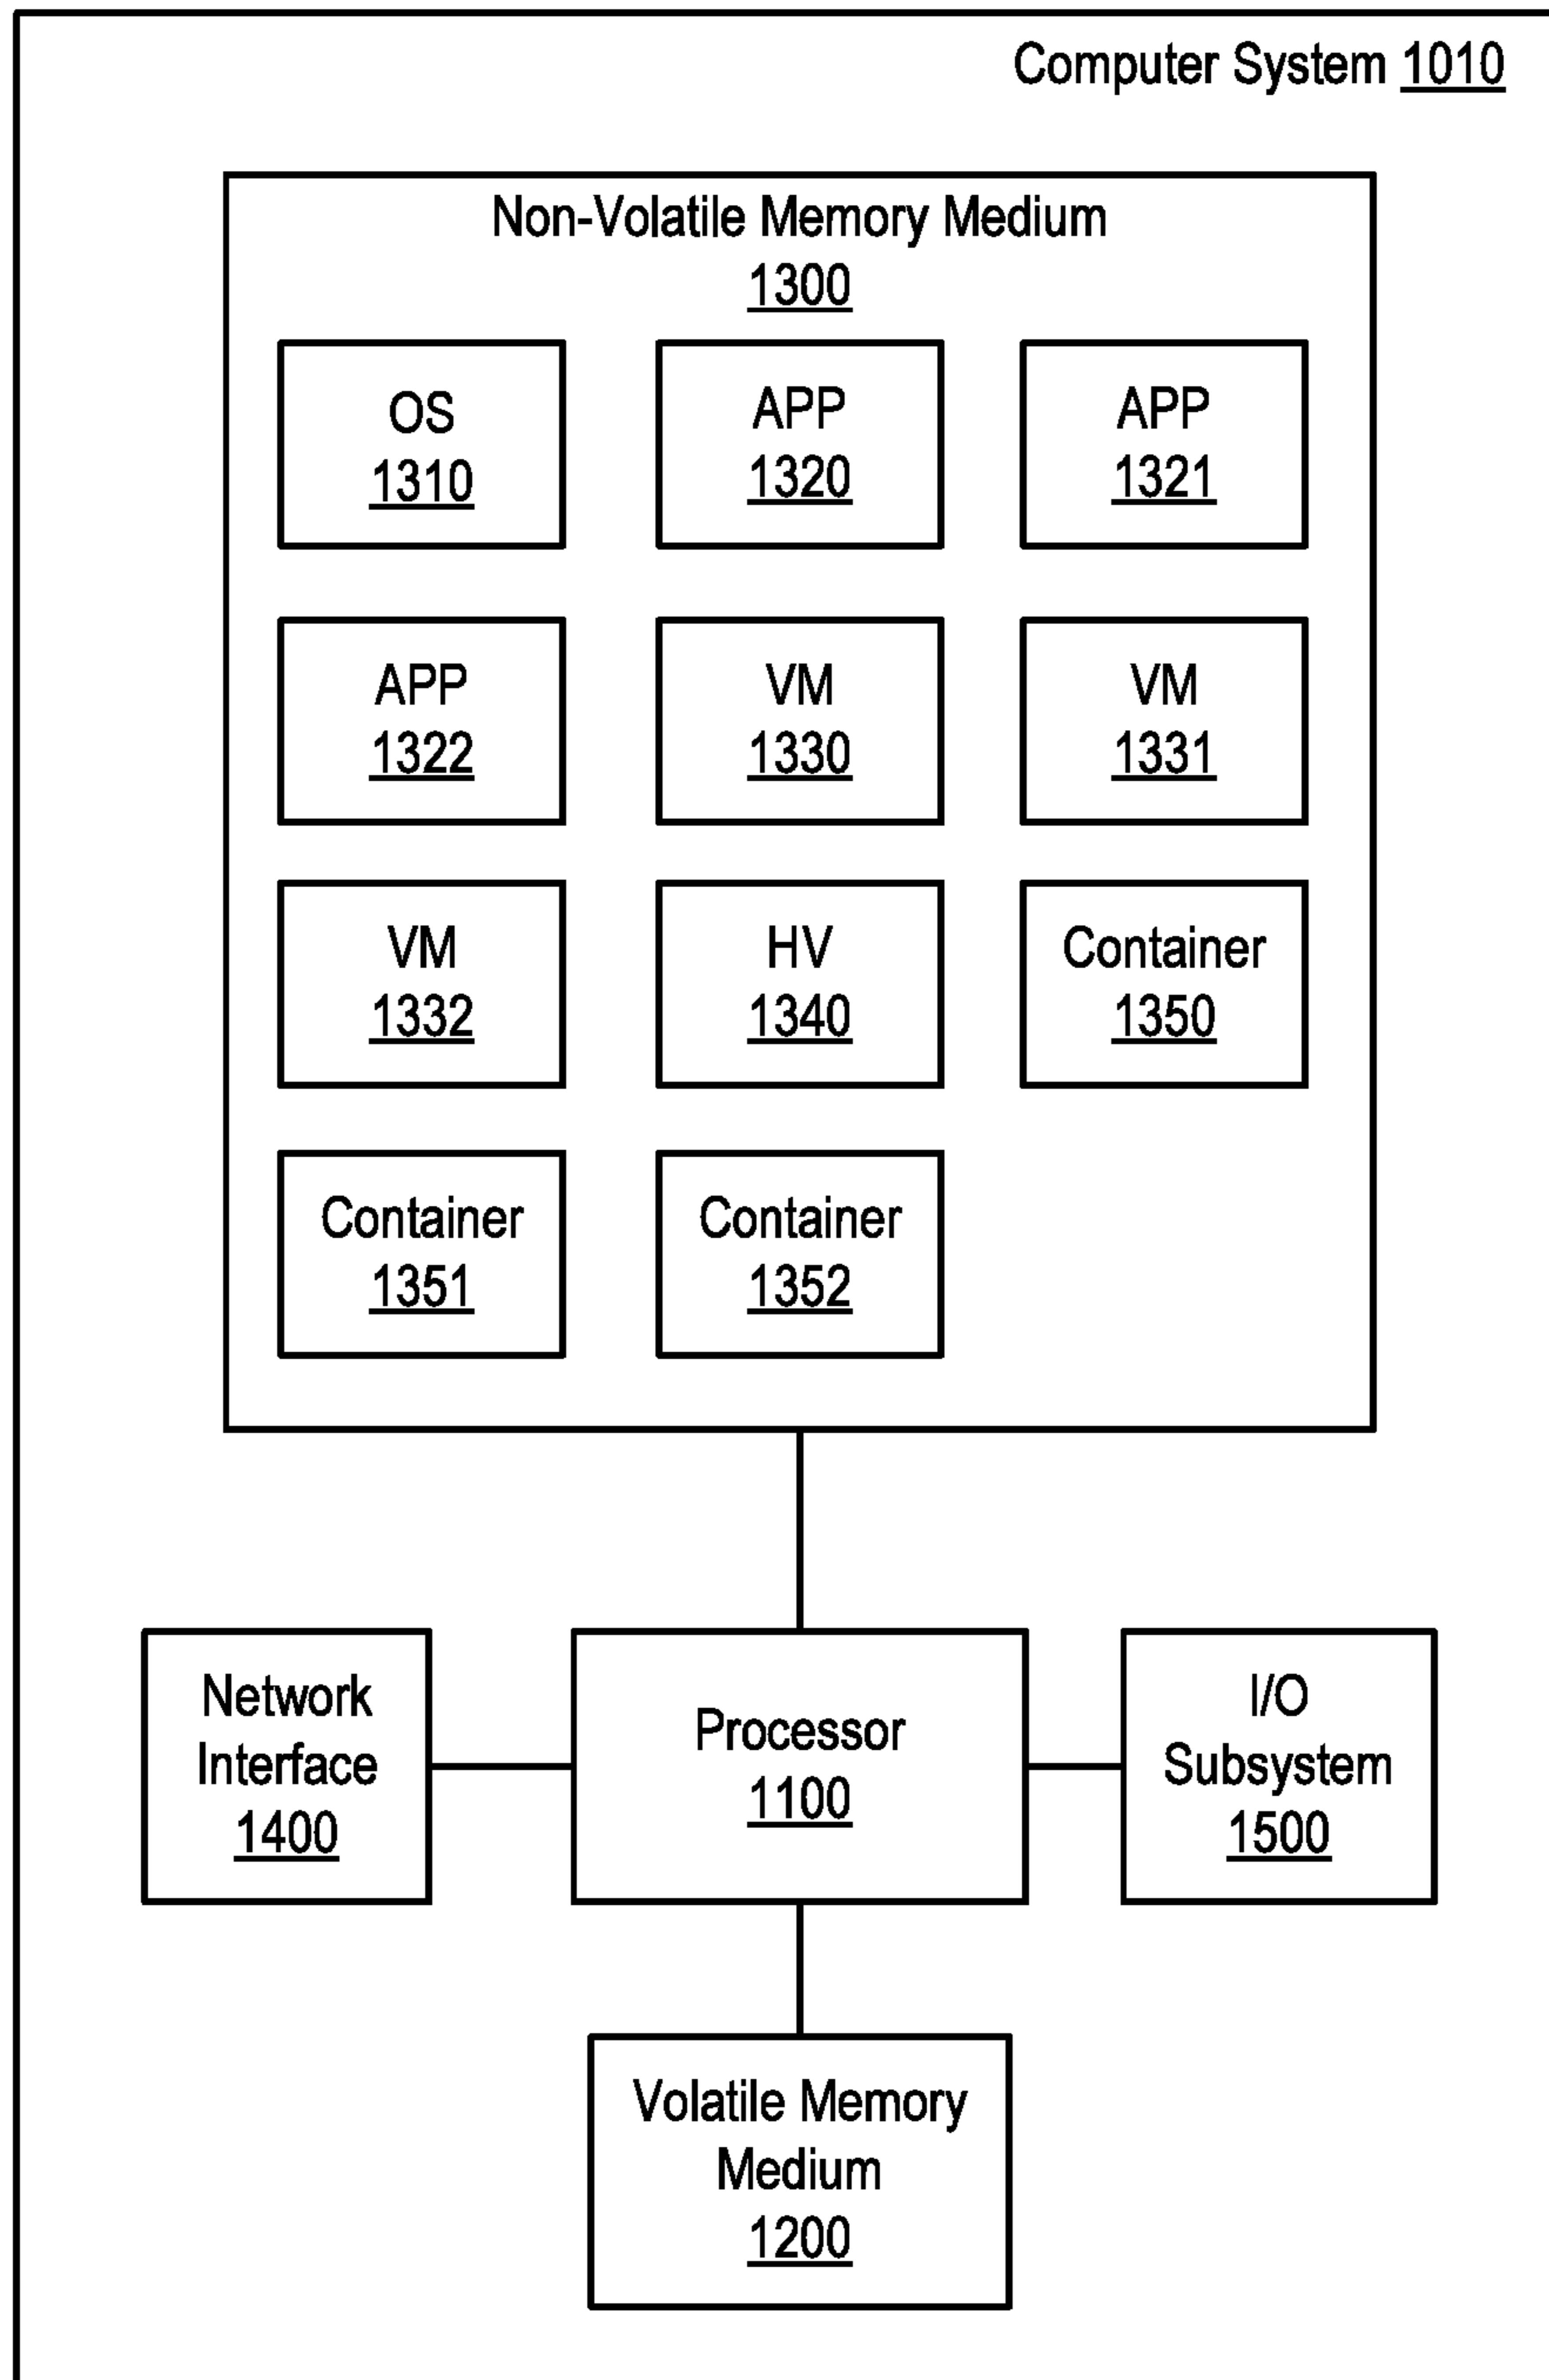 Computer System 1010
Non-Volatile Memory Medium
1300
OS
1310
APP
1320
APP
1321
APP
1322
VM
1330
VM
1331
VM
1332
HV
1340
Container
1350
Container
1351
Container
1352
Network
Interface
1400
Processor
1100
I/O
Subsystem
1500
Volatile Memory
Medium
1200